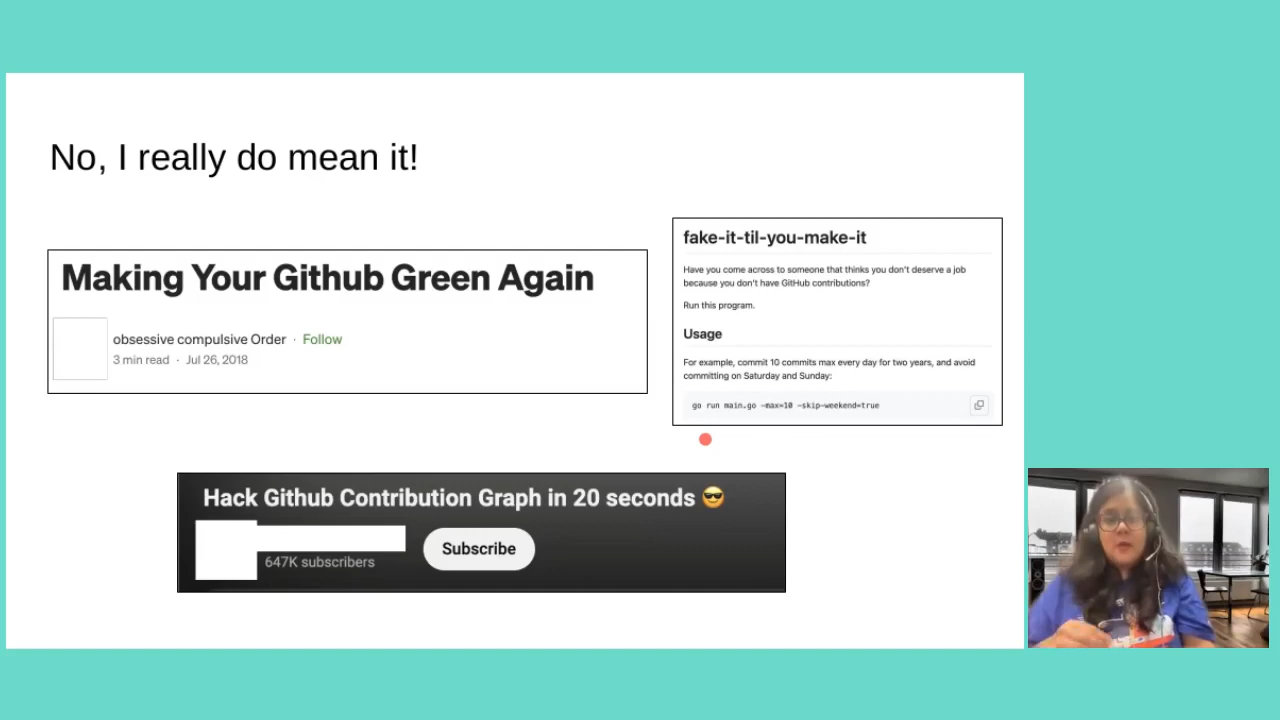 No, I really do mean it!
Making Your Github Green Again
obsessive compulsive Order · Follow
3 min read · Jul 26, 2018
fake-it-til-you-make-it
Have you come across to someone that thinks you don't deserve a job
because you don't have GitHub contributions?
Run this program.
Usage
For example, commit 10 commits max every day for two years, and avoid
committing on Saturday and Sunday:
go run main.go —max=10 —skip-weekend=true
Hack Github Contribution Graph in 20 seconds 😎
647K subscribers
Subscribe